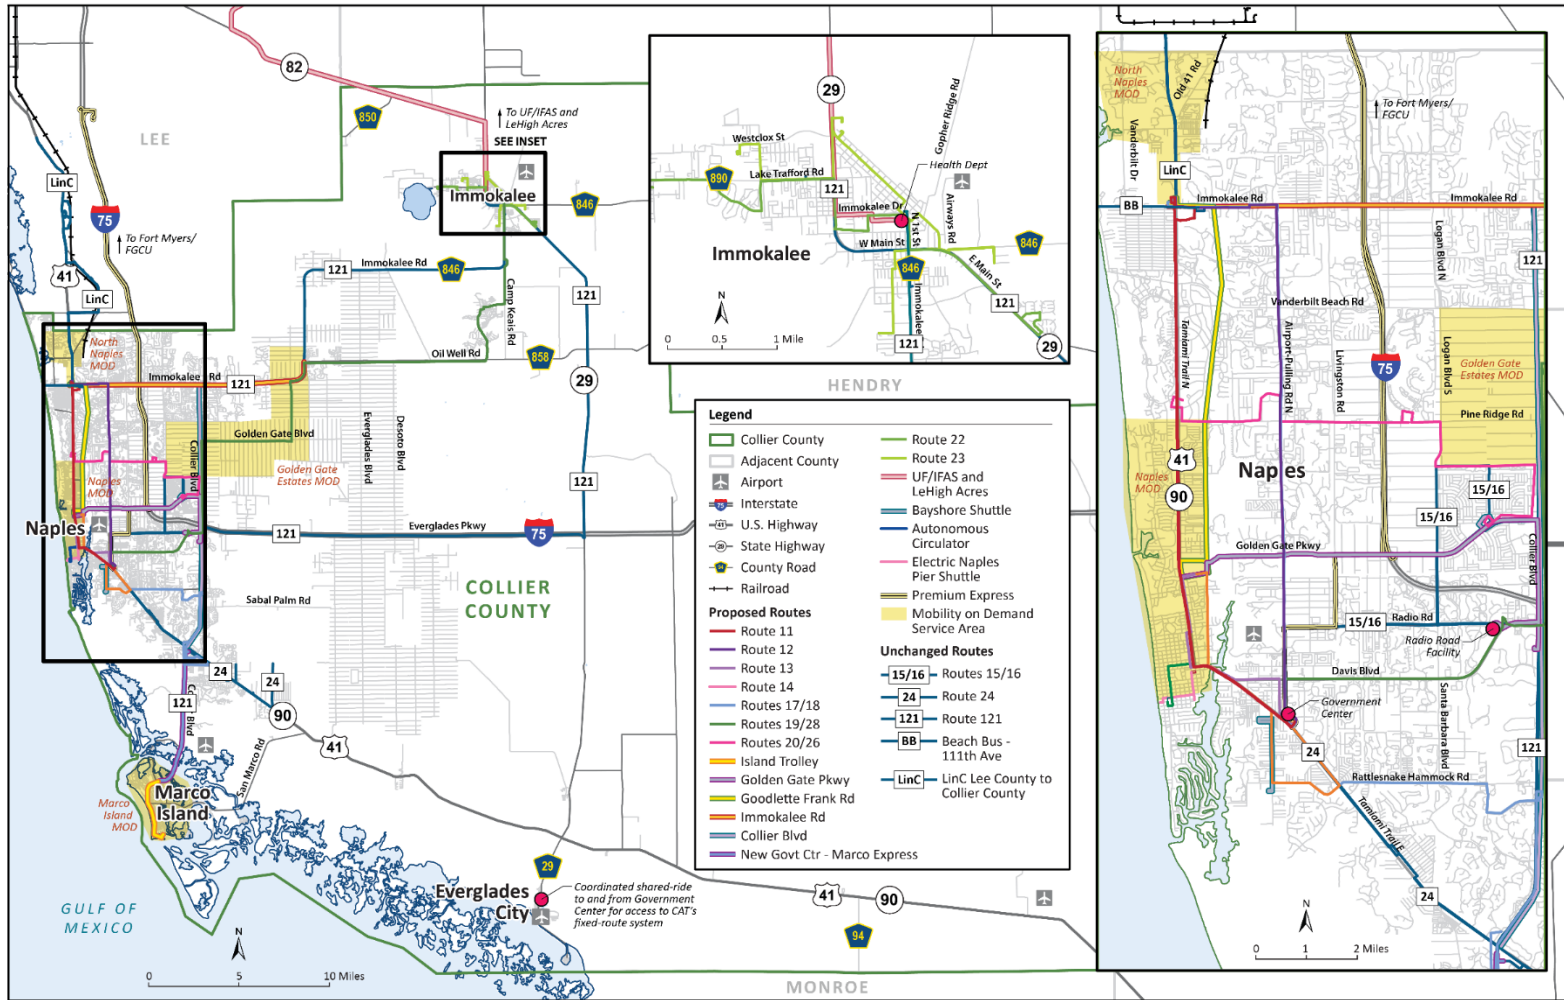 82
850
To UF/IFAS and
LeHigh Acres
SEE INSET
LEE
Immokalee
846
LinC
75
To Fort Myers/
FGCU
41
LinC
121
Immokalee Rd
846
Camp Keais Rd
121
Oil Well Rd
858
North
Naples
MOD
Immokalee Rd
121
29
Golden Gate Blvd
Collier Blvd
Golden Gate
Estates MOD
Everglades Blvd
Desoto Blvd
Naples
MOD
121
Naples
121
Everglades Pkwy
75
COLLIER
COUNTY
Sabal Palm Rd
24
24
90
121
Blvd
41
San Marco Rd
Marco
Island
Marco
Island
MOD
GULF OF
MEXICO
N
0
5
10 Miles
29
Everglades
City
Coordinated shared-ride
to and from Government
Center for access to CAT's
fixed-route system
41
90
94
MONROE
HENDRY
29
Westclox St
890
Lake Trafford Rd
121
Gopher Ridge Rd
Health Dept
Immokalee Dr
N 1st St
Airways Rd
W Main St
846
846
Immokalee
E Main St
121
Immokalee
121
29
N
0
0.5
1 Mile
Legend
Collier County
Adjacent County
Airport
75
Interstate
41
U.S. Highway
29
State Highway
94
County Road
Railroad
Proposed Routes
Route 11
Route 12
Route 13
Route 14
Routes 17/18
Routes 19/28
Routes 20/26
Island Trolley
Golden Gate Pkwy
Goodlette Frank Rd
Immokalee Rd
Collier Blvd
New Govt Ctr - Marco Express
Route 22
Route 23
UF/IFAS and
LeHigh Acres
Bayshore Shuttle
Autonomous
Circulator
Electric Naples
Pier Shuttle
Premium Express
Mobility on Demand
Service Area
Unchanged Routes
15/16 Routes 15/16
24 Route 24
121 Route 121
BB Beach Bus -
111th Ave
LinC LinC Lee County to
Collier County
North
Naples
MOD
Old 41 Rd
Vanderbilt Dr
To Fort Myers/
FGCU
LinC
BB
Immokalee Rd
Immokalee Rd
Logan Blvd N
121
Vanderbilt Beach Rd
Tamiami Trail N
Airport-Pulling Rd N
Livingston Rd
75
Logan Blvd S
Golden Gate
Estates MOD
Pine Ridge Rd
41
Naples
MOD
90
Naples
15/16
15/16
Golden Gate Pkwy
Collier Blvd
15/16
Radio Rd
Radio Road
Facility
Davis Blvd
Government
Center
Santa Barbara Blvd
24
121
Rattlesnake Hammock Rd
Tamiami Trail E
24
N
0
1
2 Miles